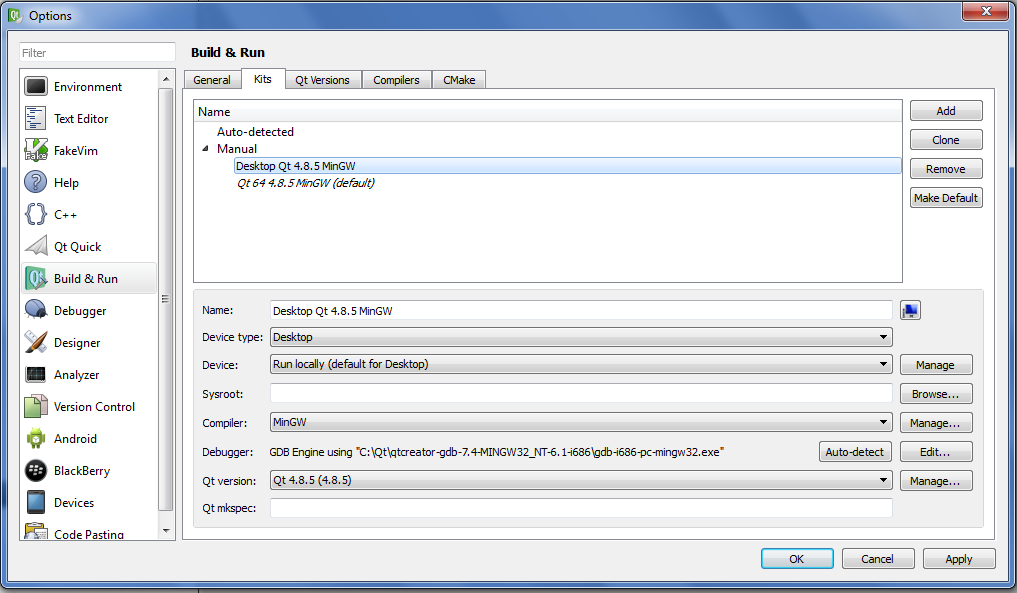 Options
Filter
Environment
Text Editor
FakeVim
Help
C++
Qt Quick
Build & Run
Debugger
Designer
Analyzer
Version Control
Android
BlackBerry
Devices
Code Pasting
Build & Run
General Kits Qt Versions Compilers CMake
Name
Auto-detected
Manual
Desktop Qt 4.8.5 MinGW
Qt 64 4.8.5 MinGW (default)
Add
Clone
Remove
Make Default
Name: Desktop Qt 4.8.5 MinGW
Device type: Desktop
Device: Run locally (default for Desktop) Manage
Sysroot: Browse...
Compiler: MinGW Manage...
Debugger: GDB Engine using "C:\Qt\qtcreator-gdb-7.4-MINGW32_NT-6.1-i686\gdb-i686-pc-mingw32.exe" Auto-detect Edit...
Qt version: Qt 4.8.5 (4.8.5) Manage...
Qt mkspec:
OK Cancel Apply